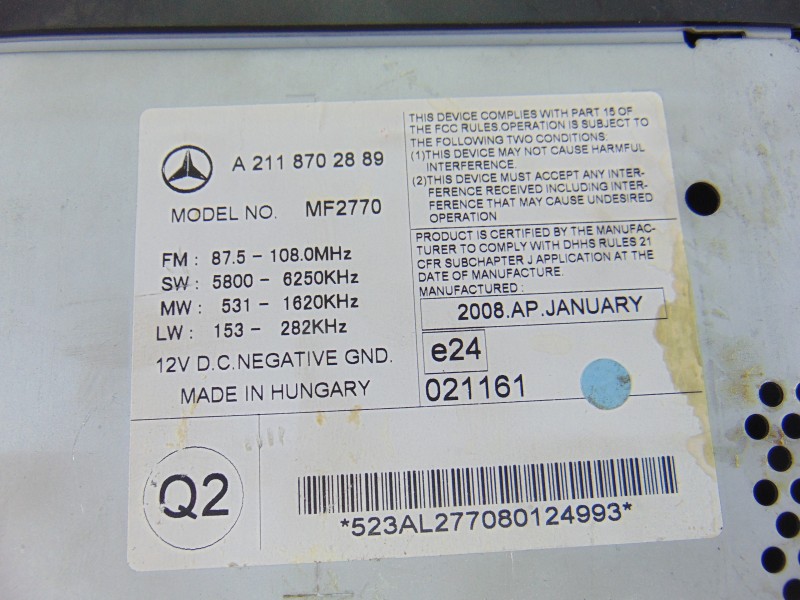 A 211 870 28 89
MODEL NO. MF2770
FM : 87.5 - 108.0MHz
SW : 5800 - 6250KHz
MW : 531 - 1620KHz
LW : 153 - 282KHz
12V D.C.NEGATIVE GND.
MADE IN HUNGARY
THIS DEVICE COMPLIES WITH PART 15 OF
THE FCC RULES.OPERATION IS SUBJECT TO
THE FOLLOWING TWO CONDITIONS:
(1)THIS DEVICE MAY NOT CAUSE HARMFUL
INTERFERENCE.
(2)THIS DEVICE MUST ACCEPT ANY INTER-
FERENCE RECEIVED INCLUDING INTER-
FERENCE THAT MAY CAUSE UNDESIRED
OPERATION
PRODUCT IS CERTIFIED BY THE MANUFAC-
TURER TO COMPLY WITH DHHS RULES 21
CFR SUBCHAPTER J APPLICATION AT THE
DATE OF MANUFACTURE.
MANUFACTURED :
2008.AP.JANUARY
e24
021161
Q2
*523AL277080124993*